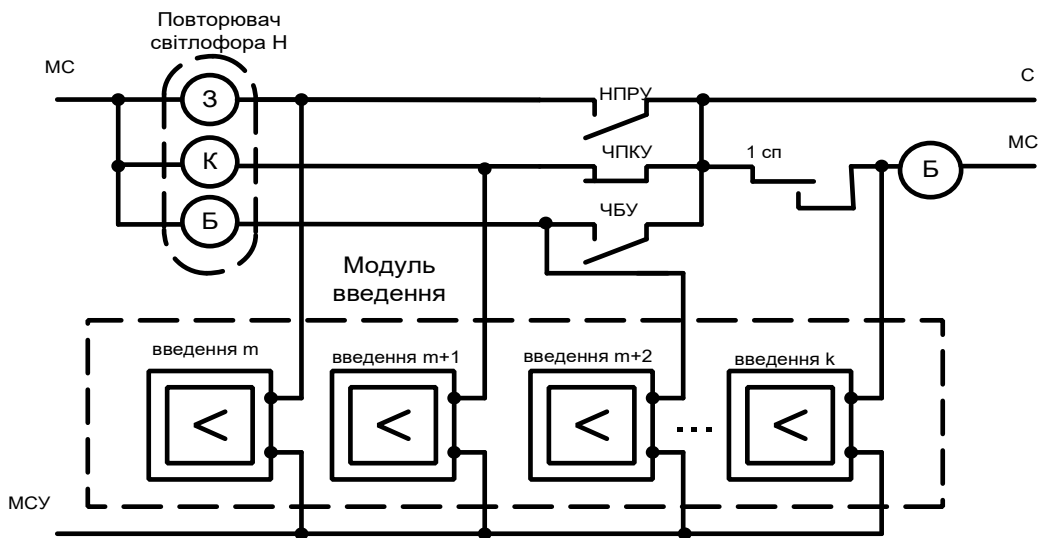 Повторювач
світлофора Н
МС
С
З
НПРУ
К
ЧПКУ
1 сп
Б
МС
Б
ЧБУ
Модуль
введення
введення m
введення m+1
введення m+2
введення k
<
<
<
...
<
МСУ